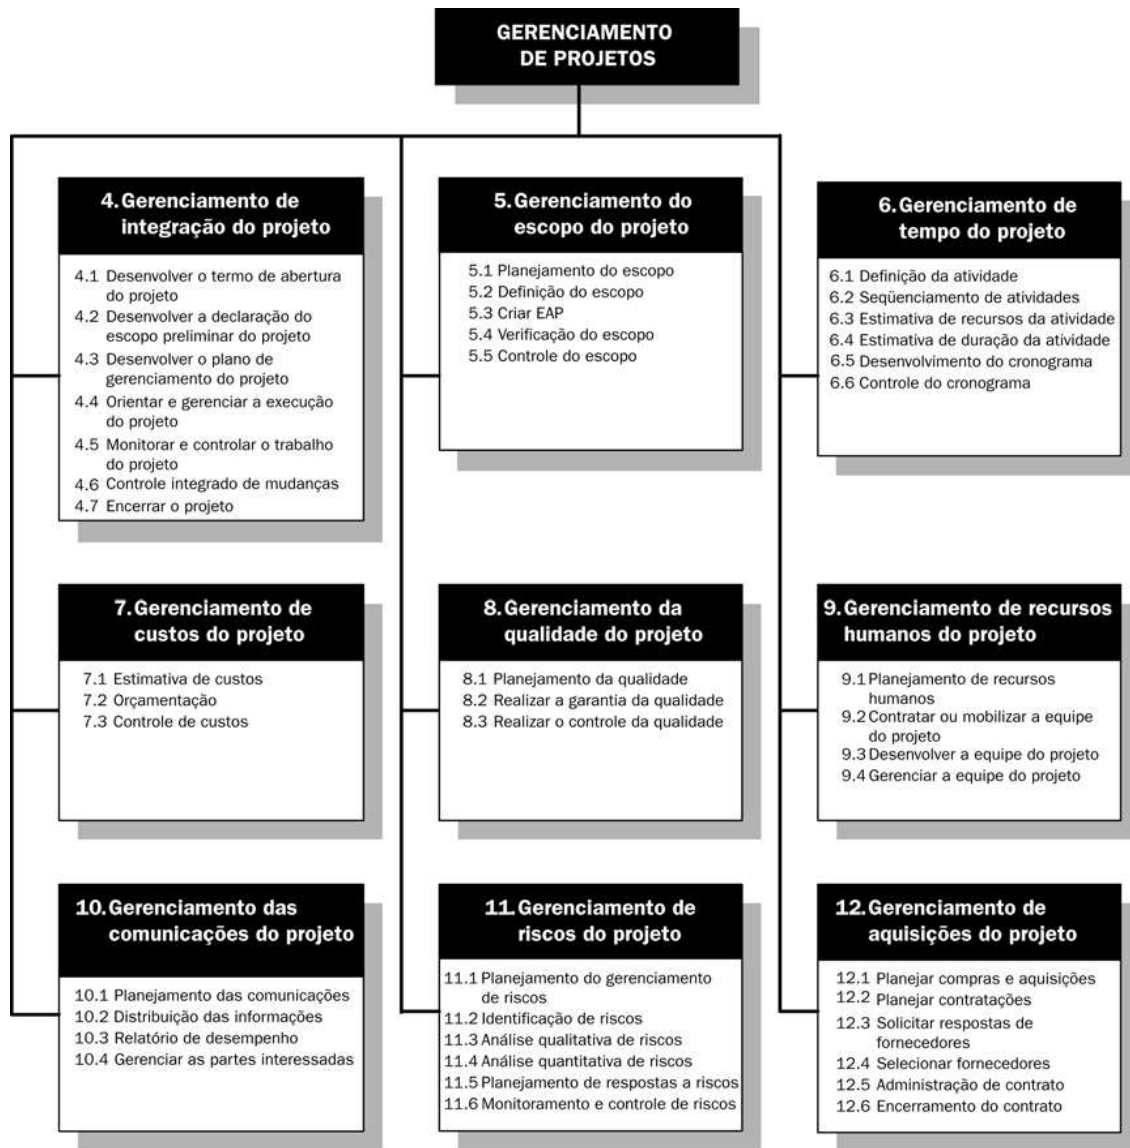 GERENCIAMENTO
DE PROJETOS
4. Gerenciamento de
integração do projeto
4.1 Desenvolver o termo de abertura
do projeto
4.2 Desenvolver a declaração do
escopo preliminar do projeto
4.3 Desenvolver o plano de
gerenciamento do projeto
4.4 Orientar e gerenciar a execução
do projeto
4.5 Monitorar e controlar o trabalho
do projeto
4.6 Controle integrado de mudanças
4.7 Encerrar o projeto
5. Gerenciamento do
escopo do projeto
5.1 Planejamento do escopo
5.2 Definição do escopo
5.3 Criar EAP
5.4 Verificação do escopo
5.5 Controle do escopo
6. Gerenciamento de
tempo do projeto
6.1 Definição da atividade
6.2 Seqüenciamento de atividades
6.3 Estimativa de recursos da atividade
6.4 Estimativa de duração da atividade
6.5 Desenvolvimento do cronograma
6.6 Controle do cronograma
7. Gerenciamento de
custos do projeto
7.1 Estimativa de custos
7.2 Orçamentação
7.3 Controle de custos
8. Gerenciamento da
qualidade do projeto
8.1 Planejamento da qualidade
8.2 Realizar a garantia da qualidade
8.3 Realizar o controle da qualidade
9. Gerenciamento de recursos
humanos do projeto
9.1 Planejamento de recursos
humanos
9.2 Contratar ou mobilizar a equipe
do projeto
9.3 Desenvolver a equipe do projeto
9.4 Gerenciar a equipe do projeto
10. Gerenciamento das
comunicações do projeto
10.1 Planejamento das comunicações
10.2 Distribuição das informações
10.3 Relatório de desempenho
10.4 Gerenciar as partes interessadas
11. Gerenciamento de
riscos do projeto
11.1 Planejamento do gerenciamento
de riscos
11.2 Identificação de riscos
11.3 Análise qualitativa de riscos
11.4 Análise quantitativa de riscos
11.5 Planejamento de respostas a riscos
11.6 Monitoramento e controle de riscos
12. Gerenciamento de
aquisições do projeto
12.1 Planejar compras e aquisições
12.2 Planejar contratações
12.3 Solicitar respostas de
fornecedores
12.4 Selecionar fornecedores
12.5 Administração de contrato
12.6 Encerramento do contrato